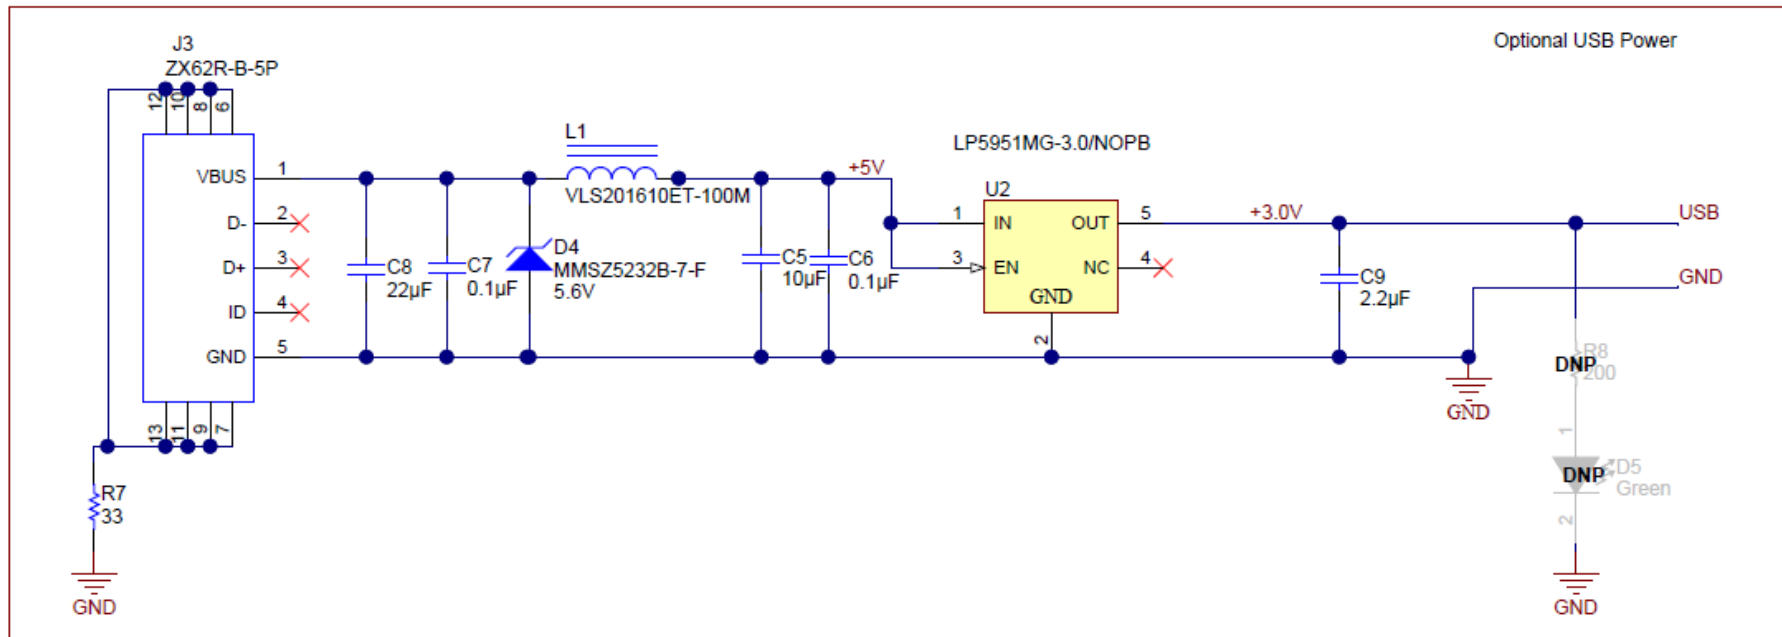 Optional USB Power
J3
ZX62R-B-5P
12
10
8
6
VBUS
1
D-
2
D+
3
ID
4
GND
5
13
11
9
7
R7
33
GND
C8
22µF
C7
0.1µF
D4
MMSZ5232B-7-F
5.6V
L1
VLS201610ET-100M
C5
10µF
C6
0.1µF
+5V
LP5951MG-3.0/NOPB
U2
1
IN
OUT
5
3
EN
NC
4
GND
2
+3.0V
C9
2.2µF
USB
GND
GND
R8
DNP
200
1
DNP
D5
Green
2
GND